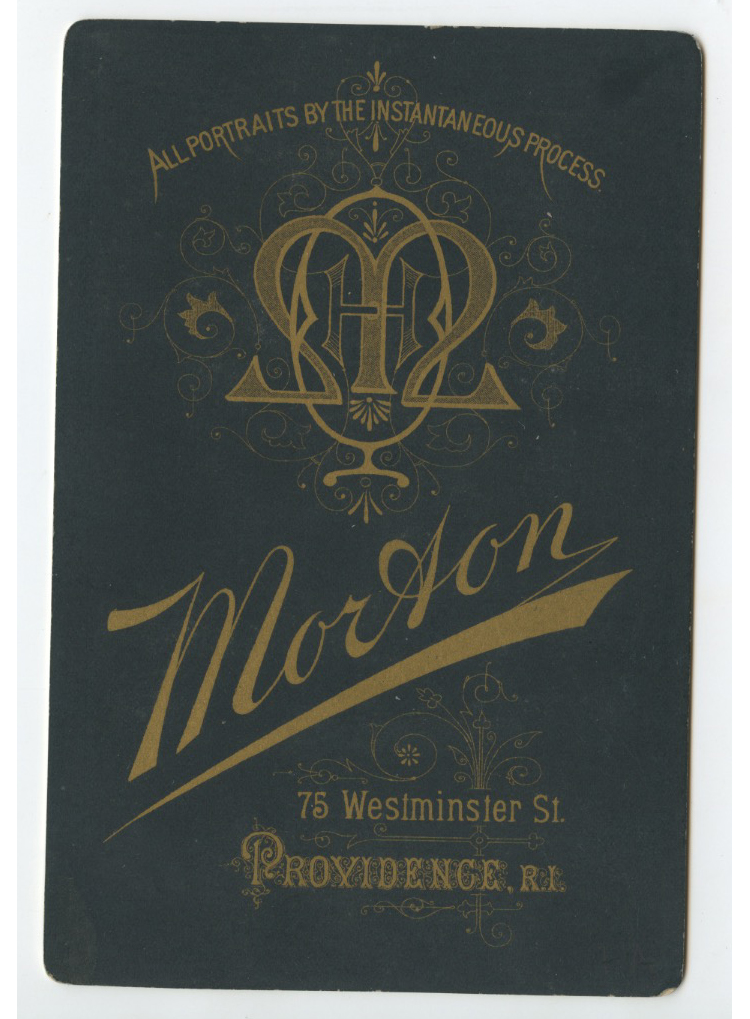 ALL PORTRAITS BY THE INSTANTANEOUS PROCESS.
Morton
75 Westminster St.
PROVIDENCE, R.I.